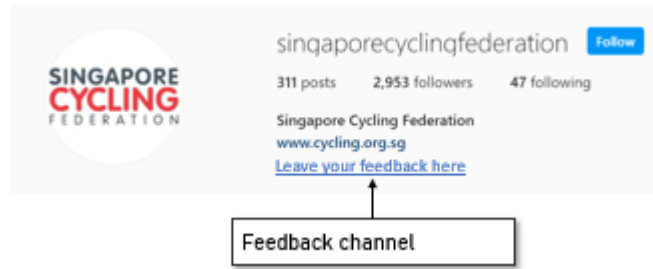 SINGAPORE
CYCLING
FEDERATION
singaporecyclingfederation Follow
311 posts 2,953 followers 47 following
Singapore Cycling Federation
www.cycling.org.sg
Leave your feedback here
Feedback channel